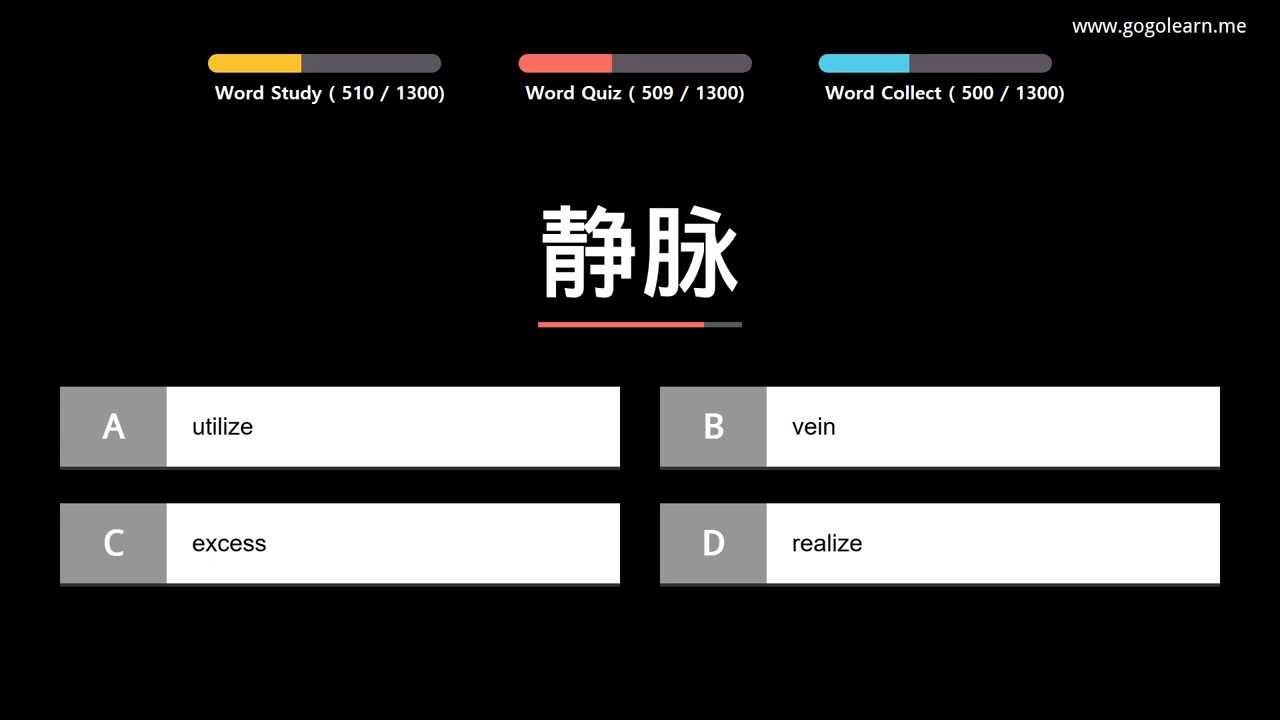 www.gogolearn.me
Word Study ( 510 / 1300)
Word Quiz ( 509 / 1300)
Word Collect ( 500 / 1300)
静脉
A utilize
B vein
C excess
D realize